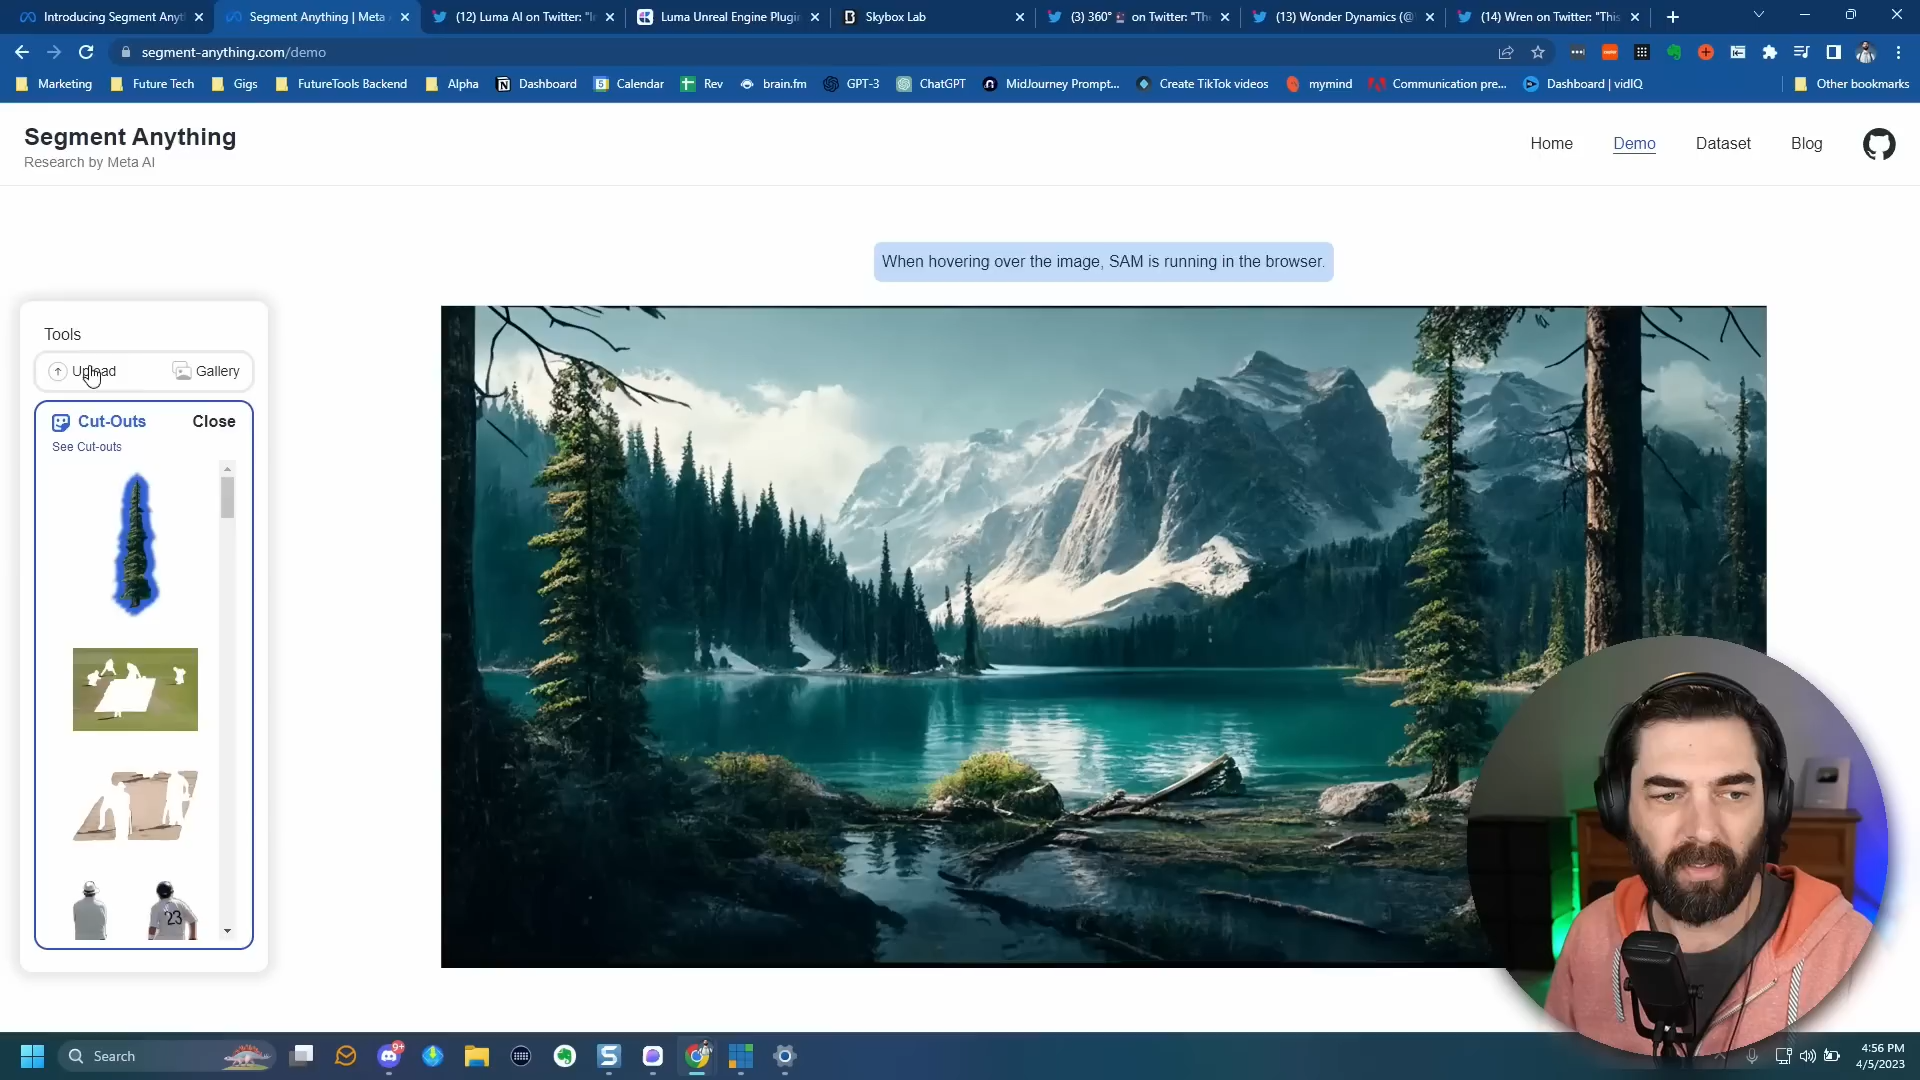 Introducing Segment Anyt
Segment Anything | Meta
(12) Luma AI on Twitter: "In
Luma Unreal Engine Plugin
Skybox Lab
(3) 360° on Twitter: "Th
(13) Wonder Dynamics (@
(14) Wren on Twitter: "This
segment-anything.com/demo
Marketing
Future Tech
Gigs
FutureTools Backend
Alpha
Dashboard
Calendar
Rev
brain.fm
GPT-3
ChatGPT
MidJourney Prompt...
Create TikTok videos
mymind
Communication pre...
Dashboard | vidIQ
Other bookmarks
Segment Anything
Research by Meta AI
Home
Demo
Dataset
Blog
When hovering over the image, SAM is running in the browser.
Tools
Upload
Gallery
Cut-Outs
Close
See Cut-outs
23
Search
9+
4:56 PM
4/5/2023